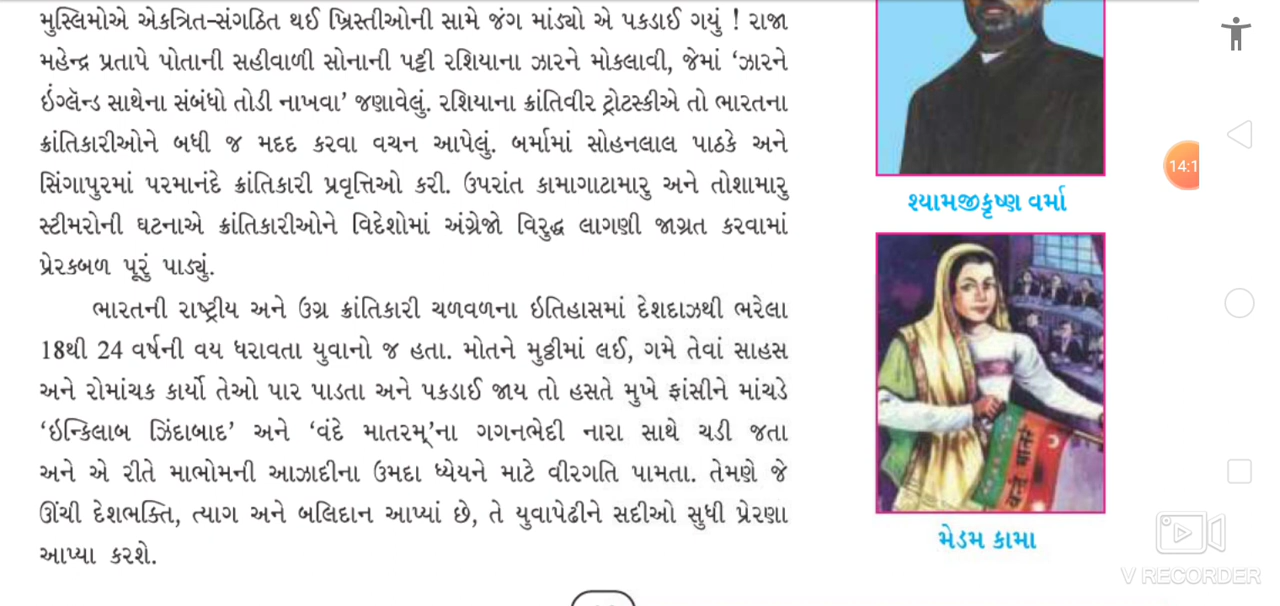 મુસ્લિમોએ એકત્રિત-સંગઠિત થઈ ખ્રિસ્તીઓની સામે જંગ માંડ્યો એ પકડાઈ ગયું ! રાજા
મહેન્દ્ર પ્રતાપે પોતાની સહીવાળી સોનાની પટ્ટી રશિયાના ઝારને મોકલાવી, જેમાં ‘ઝારને
ઇંગ્લૅન્ડ સાથેના સંબંધો તોડી નાખવા’ જણાવેલું. રશિયાના ક્રાંતિવીર ટ્રોટસ્કીએ તો ભારતના
ક્રાંતિકારીઓને બધી જ મદદ કરવા વચન આપેલું. બર્મામાં સોહનલાલ પાઠકે અને
સિંગાપુરમાં પરમાનંદે ક્રાંતિકારી પ્રવૃત્તિઓ કરી. ઉપરાંત કામાગાટામારુ અને તોશામારુ
સ્ટીમરોની ઘટનાએ ક્રાંતિકારીઓને વિદેશોમાં અંગ્રેજો વિરુદ્ધ લાગણી જાગ્રત કરવામાં
પ્રેરકબળ પૂરું પાડ્યું.
ભારતની રાષ્ટ્રીય અને ઉગ્ર ક્રાંતિકારી ચળવળના ઇતિહાસમાં દેશદાઝથી ભરેલા
18થી 24 વર્ષની વય ધરાવતા યુવાનો જ હતા. મોતને મુઠ્ઠીમાં લઈ, ગમે તેવાં સાહસ
અને રોમાંચક કાર્યો તેઓ પાર પાડતા અને પકડાઈ જાય તો હસતે મુખે ફાંસીને માંચડે
‘ઇન્કિલાબ ઝિંદાબાદ’ અને ‘વંદે માતરમ્’ના ગગનભેદી નારા સાથે ચડી જતા
અને એ રીતે માભોમની આઝાદીના ઉમદા ધ્યેયને માટે વીરગતિ પામતા. તેમણે જે
ઊંચી દેશભક્તિ, ત્યાગ અને બલિદાન આપ્યાં છે, તે યુવાપેઢીને સદીઓ સુધી પ્રેરણા
આપ્યા કરશે.
શ્યામજીકૃષ્ણ વર્મા
वन्दे मातरम्
મેડમ કામા
14:1
V RECORDER